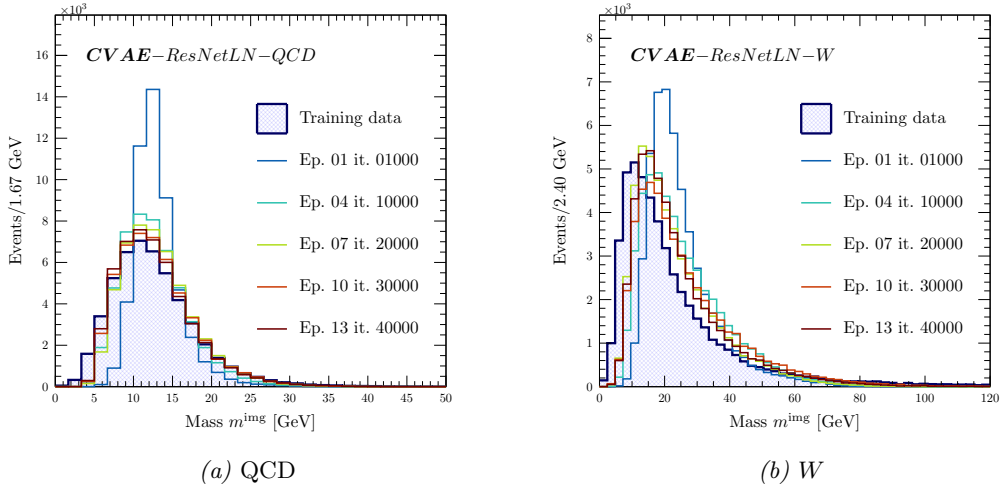 ×10³
CVAE−ResNetLN−QCD
Training data
Ep. 01 it. 01000
Ep. 04 it. 10000
Ep. 07 it. 20000
Ep. 10 it. 30000
Ep. 13 it. 40000
Events/1.67 GeV
16
14
12
10
8
6
4
2
0
0 5 10 15 20 25 30 35 40 45 50
Mass m^img [GeV]
(a) QCD
×10³
CVAE−ResNetLN−W
Training data
Ep. 01 it. 01000
Ep. 04 it. 10000
Ep. 07 it. 20000
Ep. 10 it. 30000
Ep. 13 it. 40000
Events/2.40 GeV
8
7
6
5
4
3
2
1
0
0 20 40 60 80 100 120
Mass m^img [GeV]
(b) W